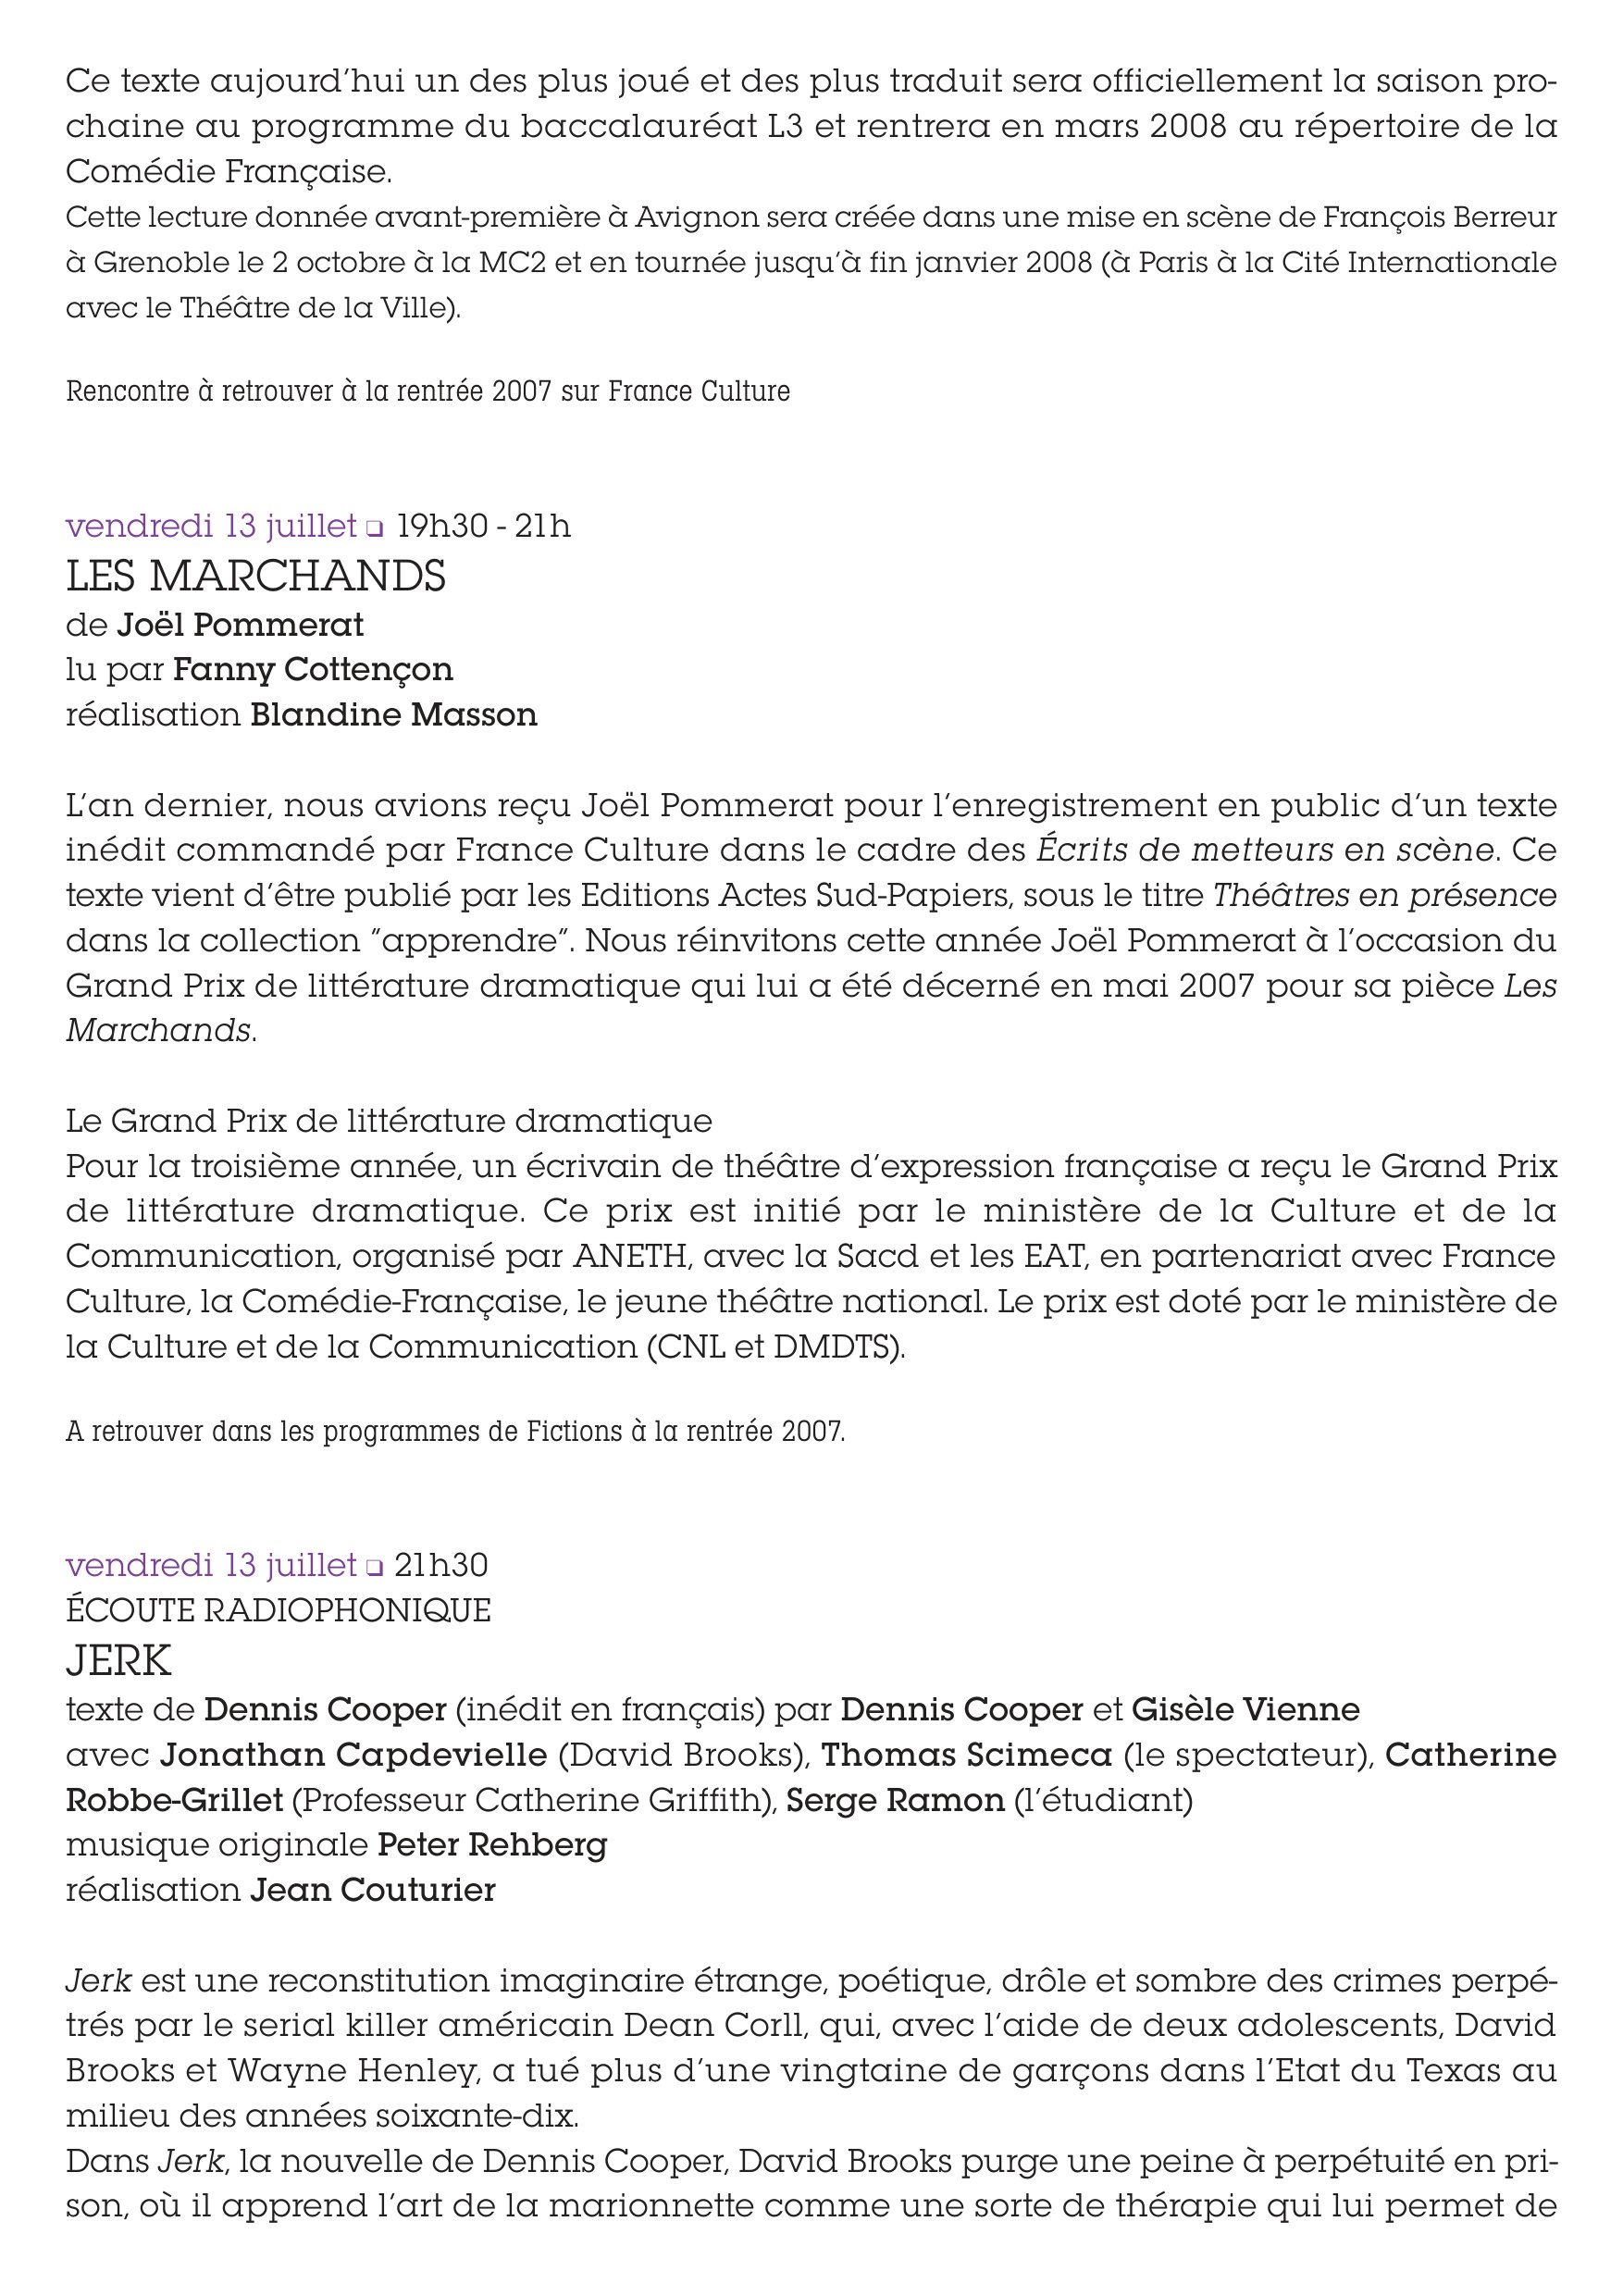 Ce texte aujourd’hui un des plus joué et des plus traduit sera officiellement la saison pro-
chaine au programme du baccalauréat L3 et rentrera en mars 2008 au répertoire de la
Comédie Française.
Cette lecture donnée avant-première à Avignon sera créée dans une mise en scène de François Berreur
à Grenoble le 2 octobre à la MC2 et en tournée jusqu’à fin janvier 2008 (à Paris à la Cité Internationale
avec le Théâtre de la Ville).
Rencontre à retrouver à la rentrée 2007 sur France Culture
vendredi 13 juillet ❏ 19h30 - 21h
LES MARCHANDS
de Joël Pommerat
lu par Fanny Cottençon
réalisation Blandine Masson
L’an dernier, nous avions reçu Joël Pommerat pour l’enregistrement en public d’un texte
inédit commandé par France Culture dans le cadre des Écrits de metteurs en scène. Ce
texte vient d’être publié par les Editions Actes Sud-Papiers, sous le titre Théâtres en présence
dans la collection "apprendre". Nous réinvitons cette année Joël Pommerat à l’occasion du
Grand Prix de littérature dramatique qui lui a été décerné en mai 2007 pour sa pièce Les
Marchands.
Le Grand Prix de littérature dramatique
Pour la troisième année, un écrivain de théâtre d’expression française a reçu le Grand Prix
de littérature dramatique. Ce prix est initié par le ministère de la Culture et de la
Communication, organisé par ANETH, avec la Sacd et les EAT, en partenariat avec France
Culture, la Comédie-Française, le jeune théâtre national. Le prix est doté par le ministère de
la Culture et de la Communication (CNL et DMDTS).
A retrouver dans les programmes de Fictions à la rentrée 2007.
vendredi 13 juillet ❏ 21h30
ÉCOUTE RADIOPHONIQUE
JERK
texte de Dennis Cooper (inédit en français) par Dennis Cooper et Gisèle Vienne
avec Jonathan Capdevielle (David Brooks), Thomas Scimeca (le spectateur), Catherine
Robbe-Grillet (Professeur Catherine Griffith), Serge Ramon (l’étudiant)
musique originale Peter Rehberg
réalisation Jean Couturier
Jerk est une reconstitution imaginaire étrange, poétique, drôle et sombre des crimes perpé-
trés par le serial killer américain Dean Corll, qui, avec l’aide de deux adolescents, David
Brooks et Wayne Henley, a tué plus d’une vingtaine de garçons dans l’Etat du Texas au
milieu des années soixante-dix.
Dans Jerk, la nouvelle de Dennis Cooper, David Brooks purge une peine à perpétuité en pri-
son, où il apprend l’art de la marionnette comme une sorte de thérapie qui lui permet de